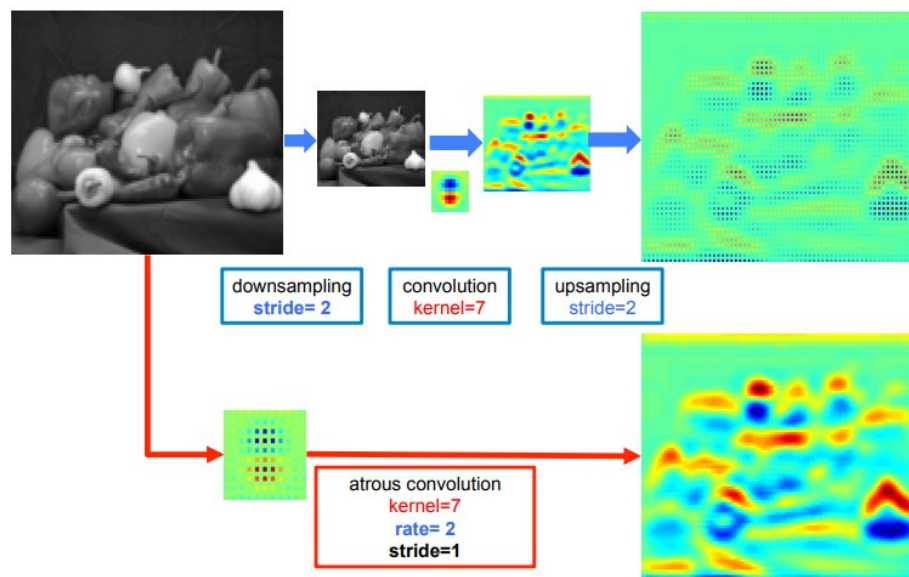 downsampling
stride= 2
convolution
kernel=7
upsampling
stride=2
atrous convolution
kernel=7
rate= 2
stride=1